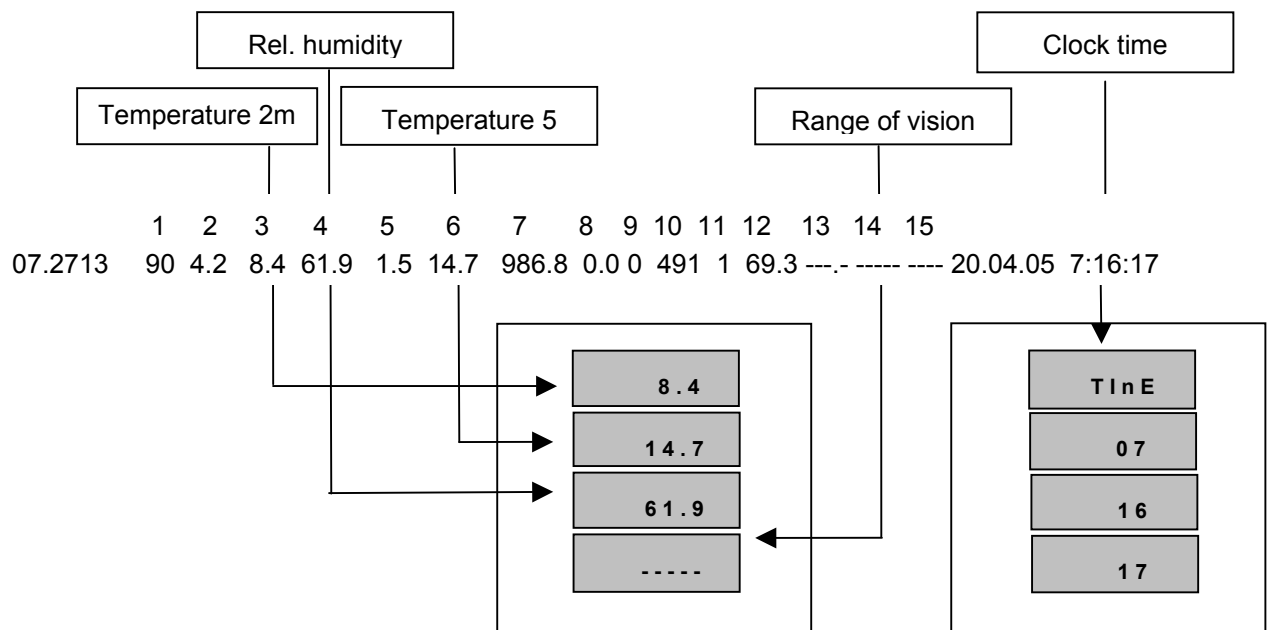 Rel. humidity
Clock time
Temperature 2m
Temperature 5
Range of vision
1 2 3 4 5 6 7 8 9 10 11 12 13 14 15
07.2713 90 4.2 8.4 61.9 1.5 14.7 986.8 0.0 0 491 1 69.3 ---.- ----- ---- 20.04.05 7:16:17
8.4
TInE
14.7
07
61.9
16
-----
17